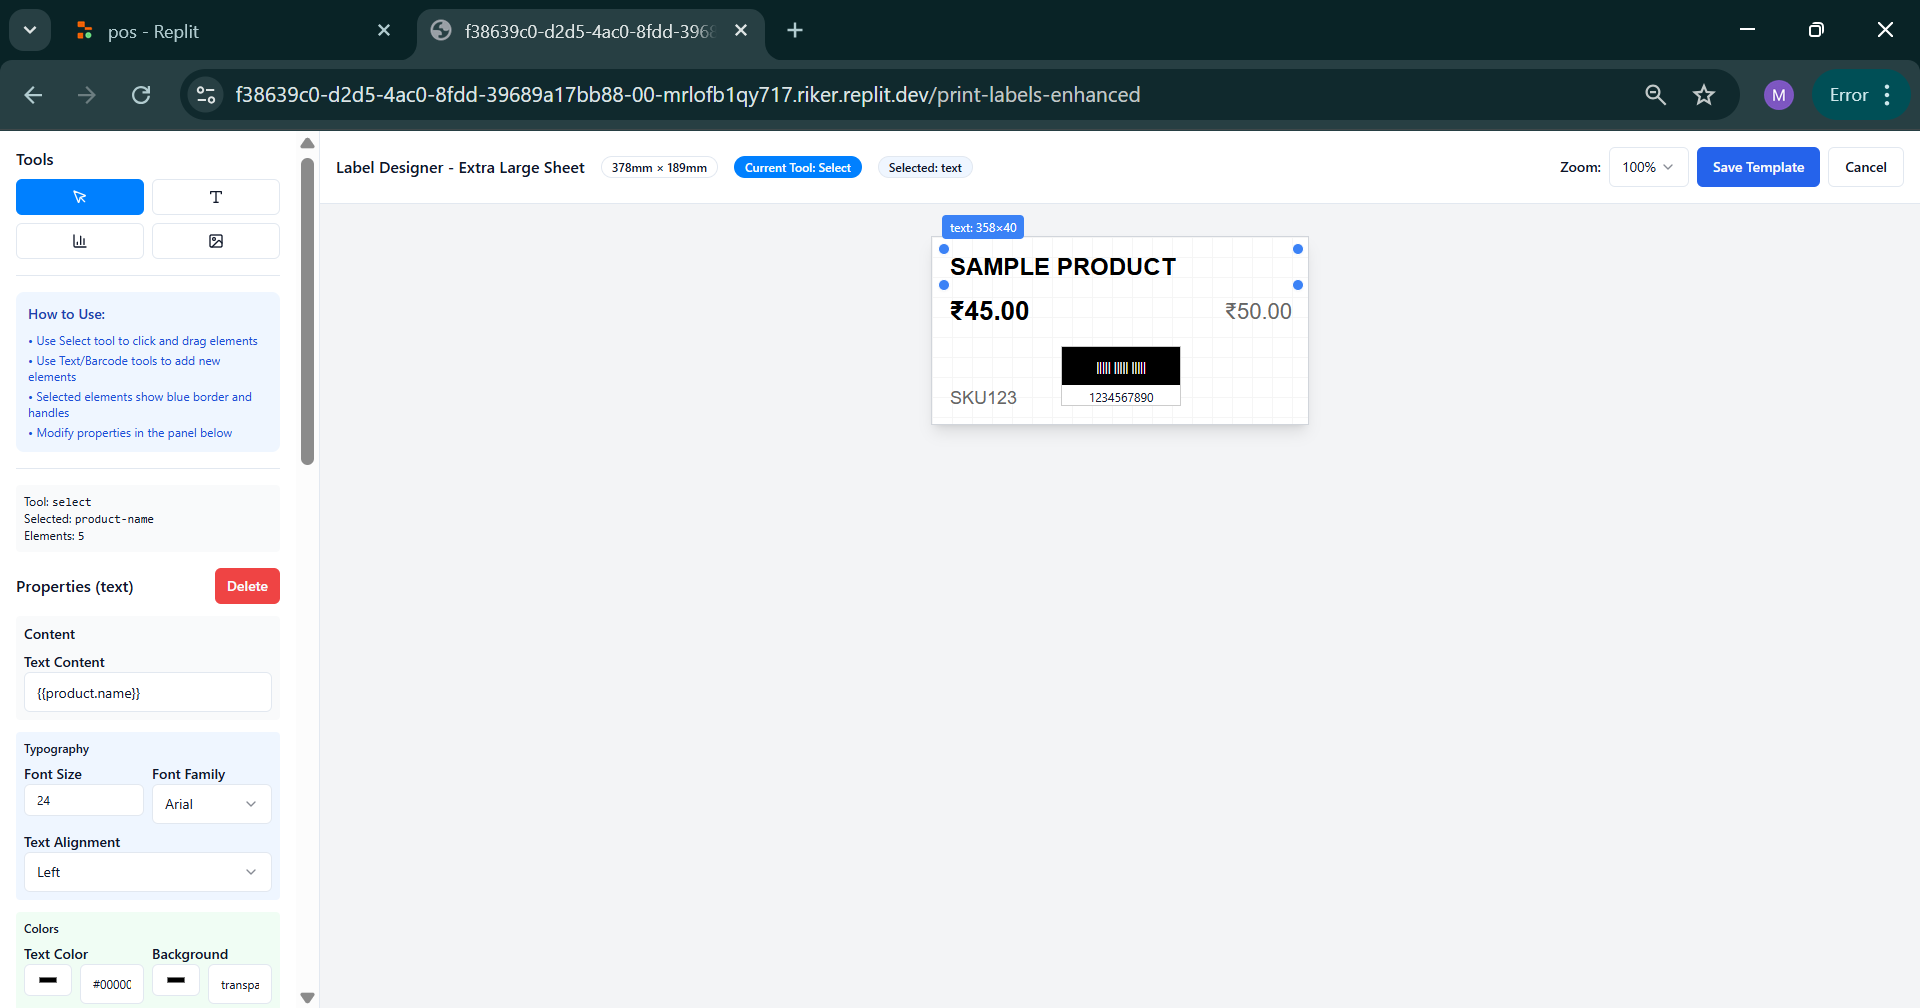 pos - Replit
f38639c0-d2d5-4ac0-8fdd-3968
f38639c0-d2d5-4ac0-8fdd-39689a17bb88-00-mrlofb1qy717.riker.replit.dev/print-labels-enhanced
M
Error
Tools
T
How to Use:
• Use Select tool to click and drag elements
• Use Text/Barcode tools to add new
elements
• Selected elements show blue border and
handles
• Modify properties in the panel below
Tool: select
Selected: product-name
Elements: 5
Properties (text)
Delete
Content
Text Content
{{product.name}}
Typography
Font Size
Font Family
24
Arial
Text Alignment
Left
Colors
Text Color
Background
#0000C
transpa
Label Designer - Extra Large Sheet
378mm × 189mm
Current Tool: Select
Selected: text
Zoom:
100%
Save Template
Cancel
text: 358×40
SAMPLE PRODUCT
₹45.00
₹50.00
SKU123
1234567890